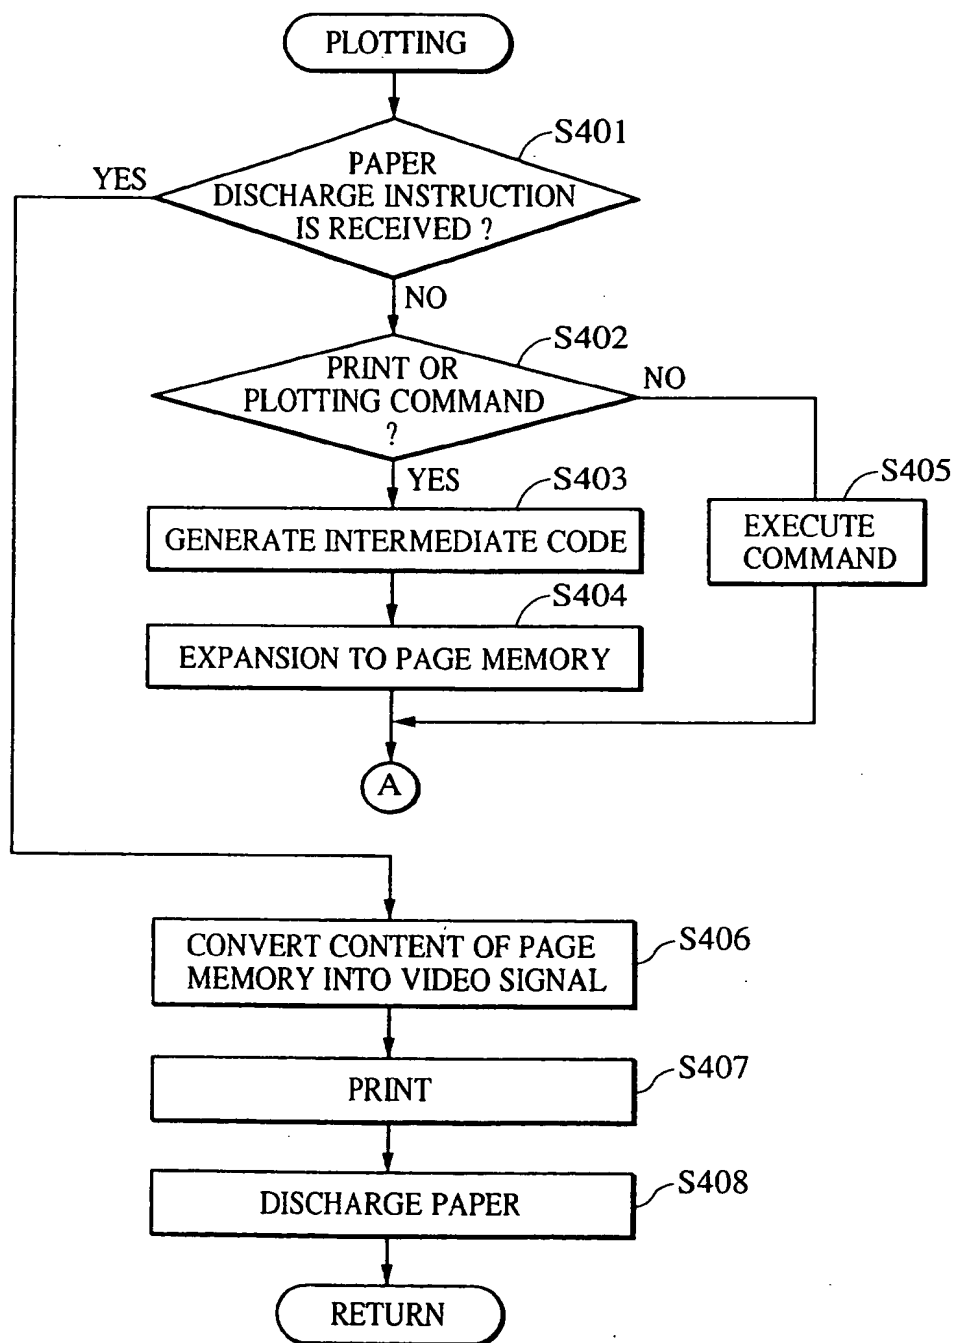 PLOTTING
S401
YES
PAPER
DISCHARGE INSTRUCTION
IS RECEIVED ?
NO
S402
PRINT OR
PLOTTING COMMAND
?
NO
YES
S403
S405
GENERATE INTERMEDIATE CODE
EXECUTE
COMMAND
S404
EXPANSION TO PAGE MEMORY
A
CONVERT CONTENT OF PAGE
MEMORY INTO VIDEO SIGNAL
S406
PRINT
S407
DISCHARGE PAPER
S408
RETURN